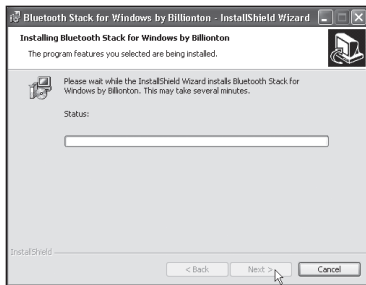 Bluetooth Stack for Windows by Billionton - InstallShield Wizard
Installing Bluetooth Stack for Windows by Billionton
The program features you selected are being installed.
Please wait while the InstallShield Wizard installs Bluetooth Stack for
Windows by Billionton. This may take several minutes.
Status:
InstallShield
< Back
Next >
Cancel